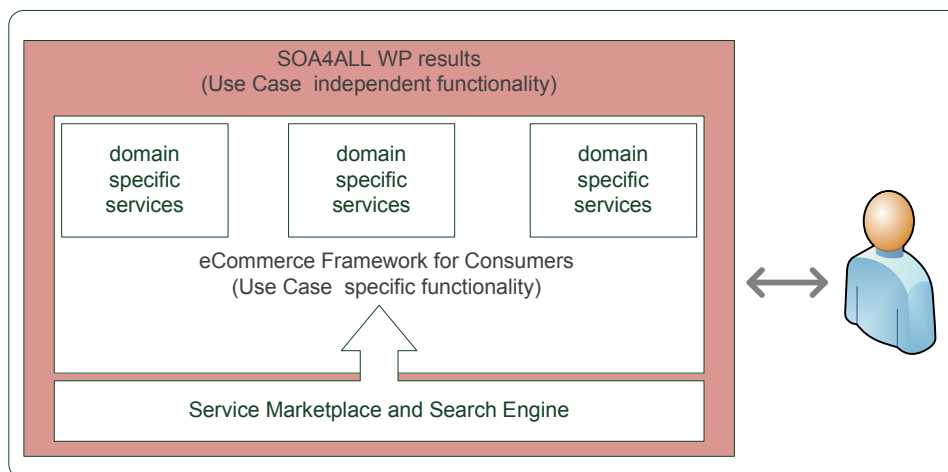 SOA4ALL WP results
(Use Case independent functionality)
domain
specific
services
domain
specific
services
domain
specific
services
eCommerce Framework for Consumers
(Use Case specific functionality)
Service Marketplace and Search Engine